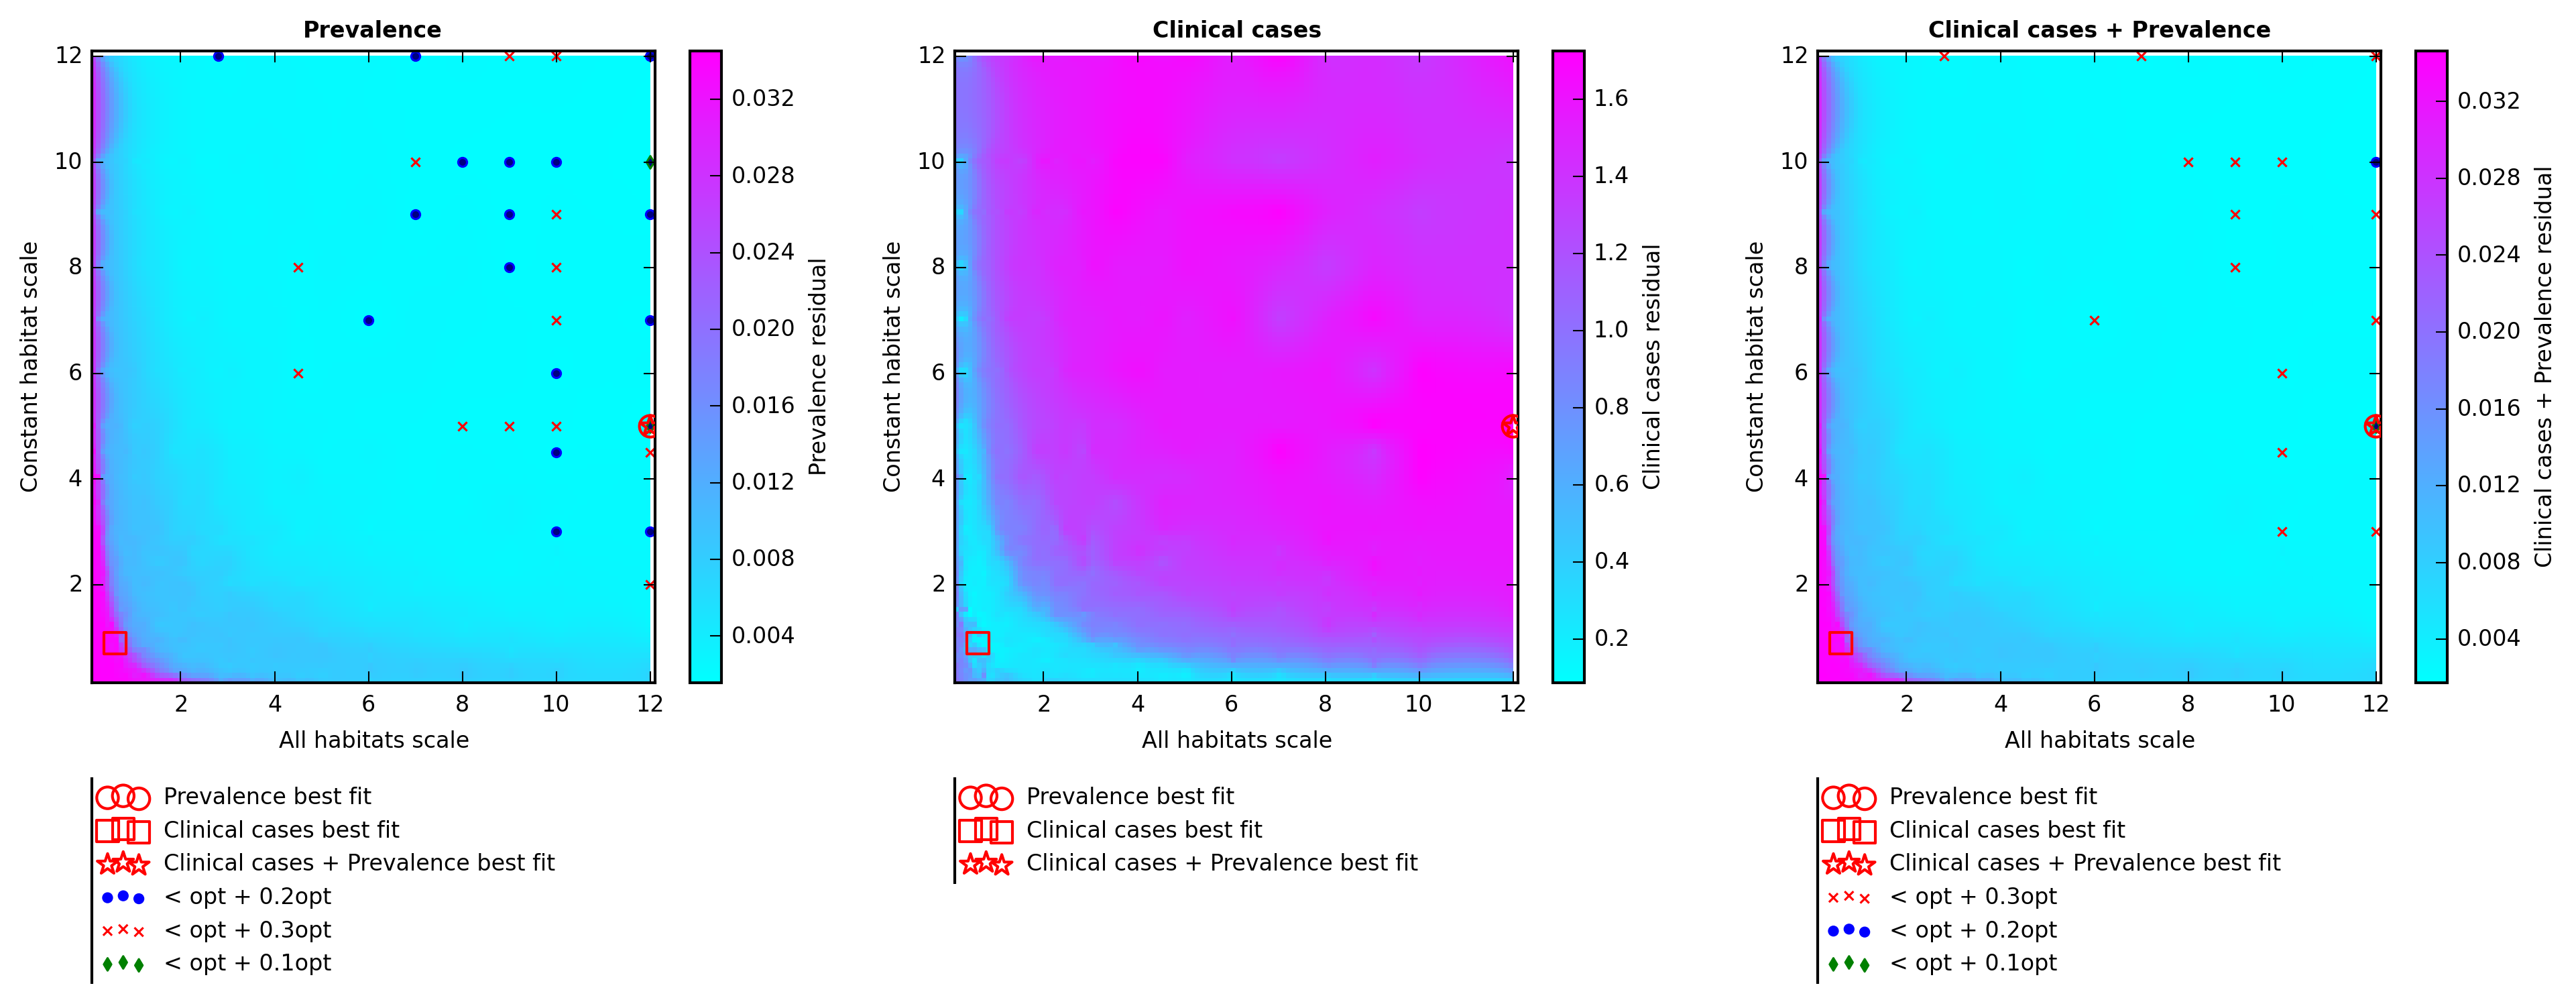 Prevalence
12
10
8
6
4
2
2 4 6 8 10 12
Constant habitat scale
All habitats scale
0.032
0.028
0.024
0.020
0.016
0.012
0.008
0.004
Prevalence residual
Prevalence best fit
Clinical cases best fit
Clinical cases + Prevalence best fit
< opt + 0.2opt
< opt + 0.3opt
< opt + 0.1opt
Clinical cases
12
10
8
6
4
2
2 4 6 8 10 12
Constant habitat scale
All habitats scale
1.6
1.4
1.2
1.0
0.8
0.6
0.4
0.2
Clinical cases residual
Prevalence best fit
Clinical cases best fit
Clinical cases + Prevalence best fit
Clinical cases + Prevalence
12
10
8
6
4
2
2 4 6 8 10 12
Constant habitat scale
All habitats scale
0.032
0.028
0.024
0.020
0.016
0.012
0.008
0.004
Clinical cases + Prevalence residual
Prevalence best fit
Clinical cases best fit
Clinical cases + Prevalence best fit
< opt + 0.3opt
< opt + 0.2opt
< opt + 0.1opt